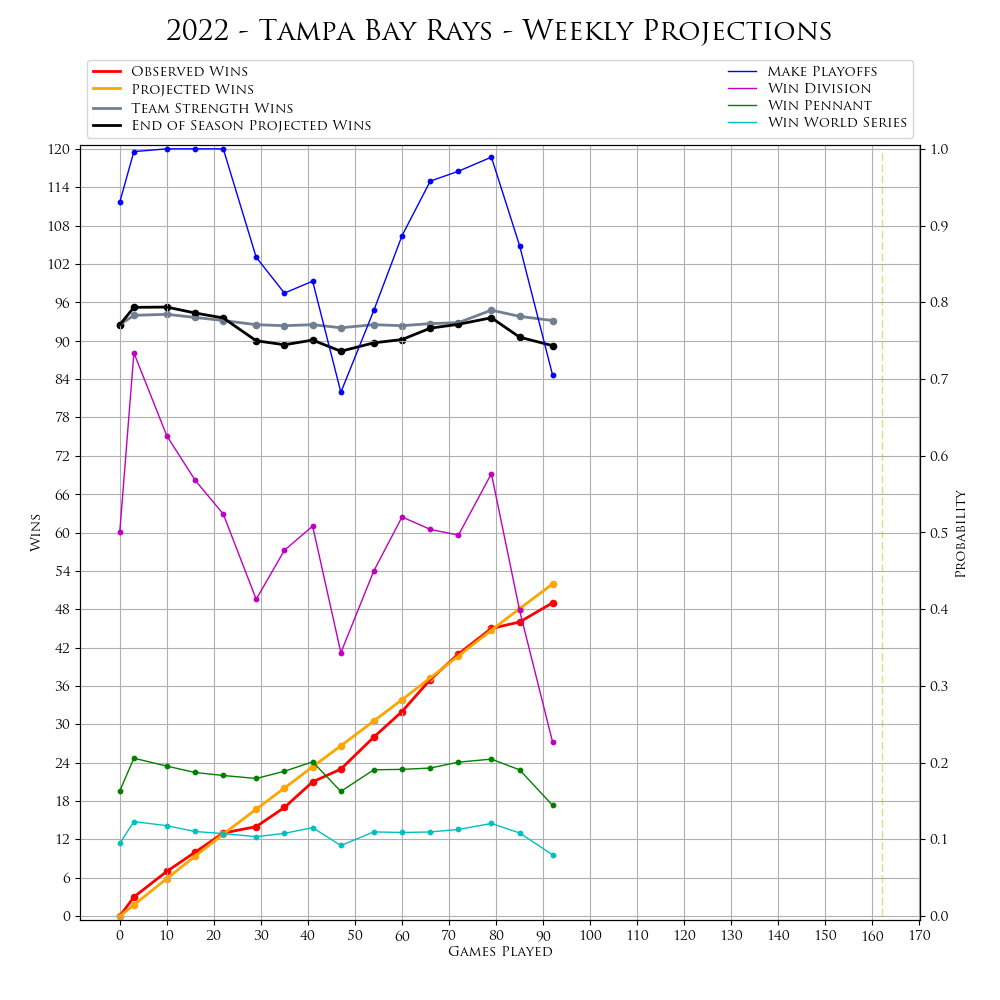 2022 - Tampa Bay Rays - Weekly Projections
Observed Wins
Projected Wins
Team Strength Wins
End of Season Projected Wins
Make Playoffs
Win Division
Win Pennant
Win World Series
120
114
108
102
96
90
84
78
72
66
60
54
48
42
36
30
24
18
12
6
0
Wins
1.0
0.9
0.8
0.7
0.6
0.5
0.4
0.3
0.2
0.1
0.0
Probability
0 10 20 30 40 50 60 70 80 90 100 110 120 130 140 150 160 170
Games Played